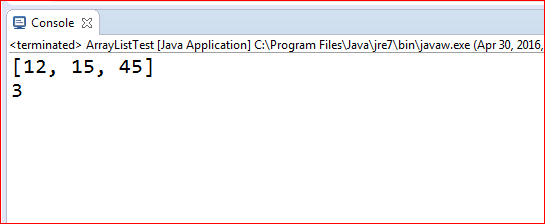 Console
<terminated> ArrayListTest [Java Application] C:\Program Files\Java\jre7\bin\javaw.exe (Apr 30, 2016,
[12, 15, 45]
3